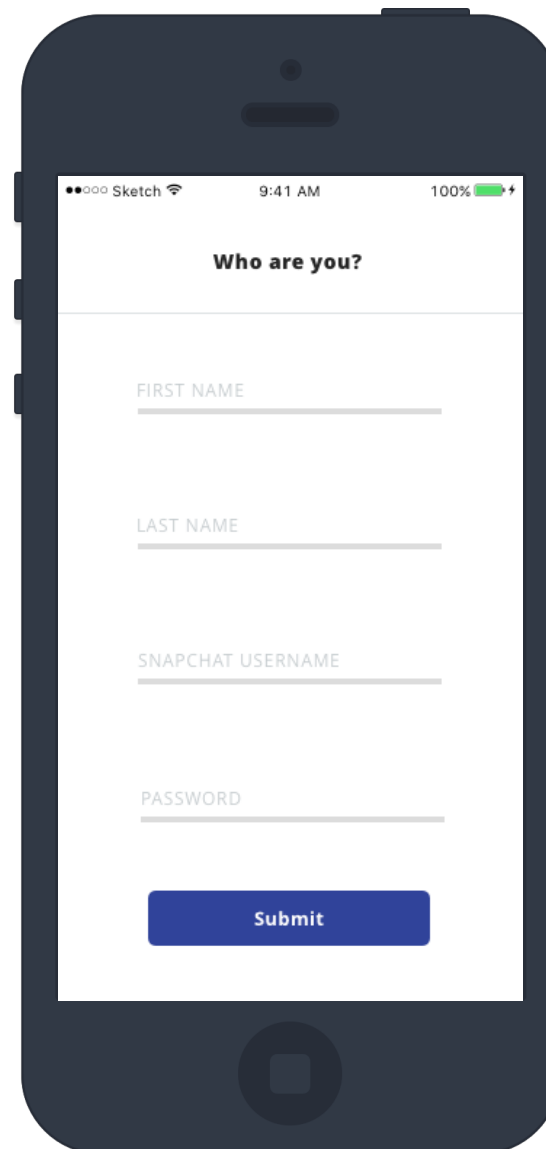 Sketch 9:41 AM 100%
Who are you?
FIRST NAME
LAST NAME
SNAPCHAT USERNAME
PASSWORD
Submit